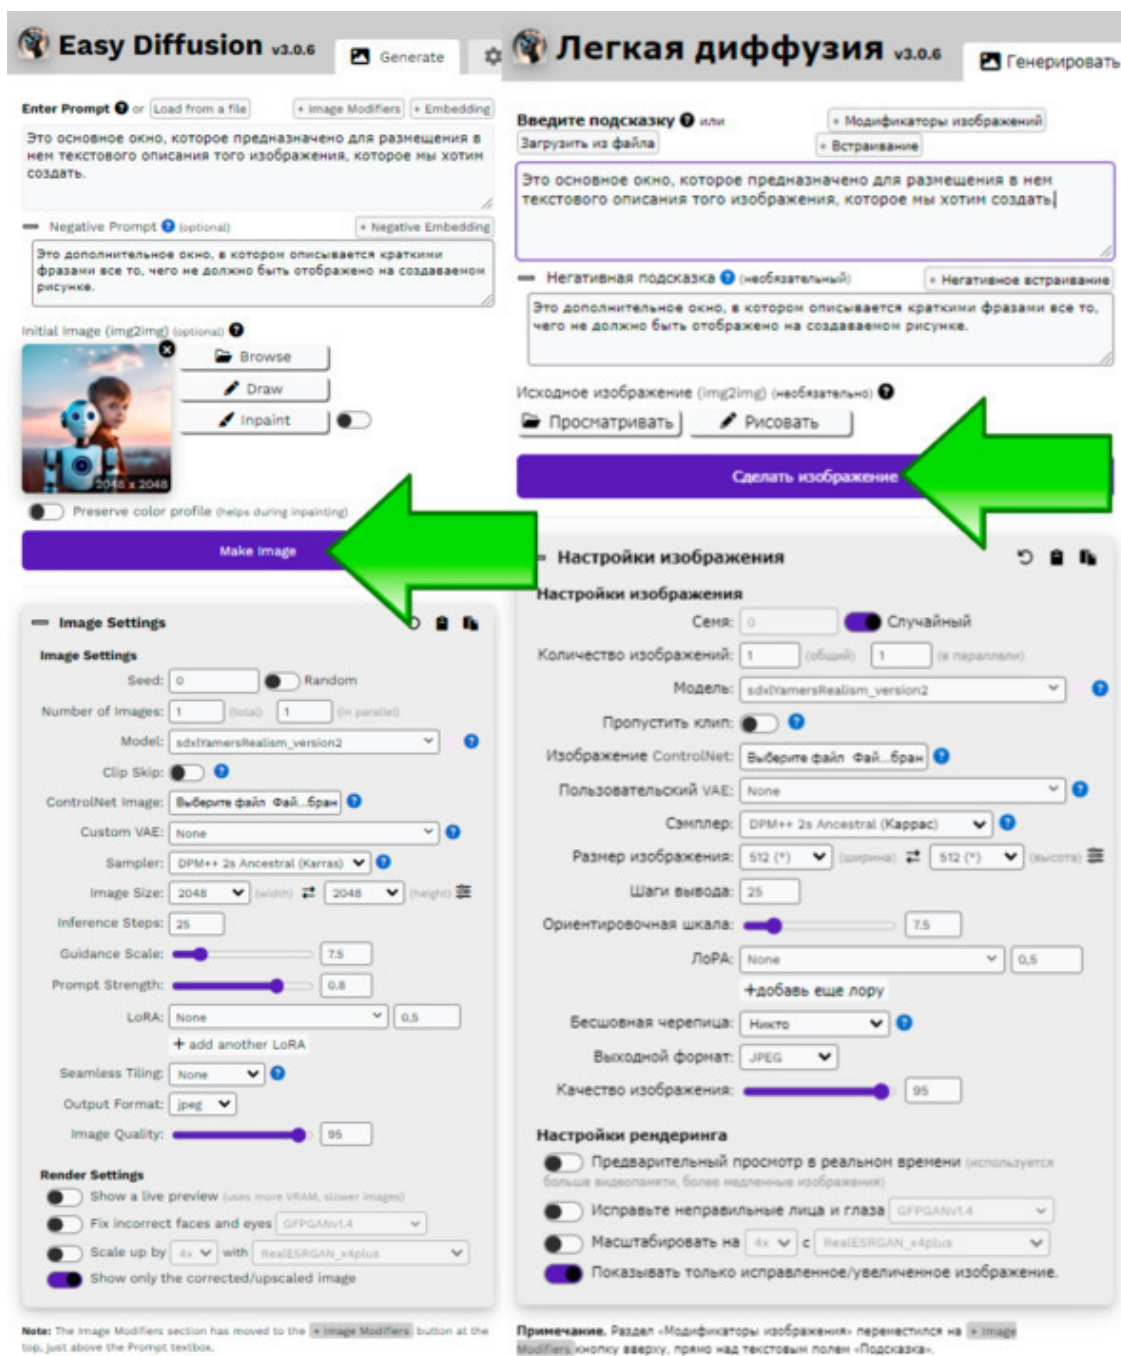 Easy Diffusion v3.0.6
Generate
Enter Prompt ? or Load from a file + Image Modifiers + Embedding
Это основное окно, которое предназначено для размещения в
нем текстового описания того изображения, которое мы хотим
создать.
Negative Prompt ? (optional) + Negative Embedding
Это дополнительное окно, в котором описывается краткими
фразами все то, чего не должно быть отображено на создаваемом
рисунке.
Initial Image (img2img) (optional) ?
Browse
Draw
Inpaint
2048 x 2048
Preserve color profile (helps during inpainting)
Make Image
Image Settings
Image Settings
Seed: 0 Random
Number of Images: 1 (total) 1 (in parallel)
Model: sdxlYamersRealism_version2 ?
Clip Skip: ?
ControlNet Image: Выберите файл Фай...бран ?
Custom VAE: None ?
Sampler: DPM++ 2s Ancestral (Karras) ?
Image Size: 2048 (width) 2048 (height)
Inference Steps: 25
Guidance Scale: 7.5
Prompt Strength: 0.8
LoRA: None 0,5
+ add another LoRA
Seamless Tiling: None ?
Output Format: jpeg
Image Quality: 95
Render Settings
Show a live preview (uses more VRAM, slower images)
Fix incorrect faces and eyes GFPGANv1.4
Scale up by 4x with RealESRGAN_x4plus
Show only the corrected/upscaled image
Note: The Image Modifiers section has moved to the + Image Modifiers button at the
top, just above the Prompt textbox.
Легкая диффузия v3.0.6
Генерировать
Введите подсказку ? или + Модификаторы изображений
Загрузить из файла + Встраивание
Это основное окно, которое предназначено для размещения в нем
текстового описания того изображения, которое мы хотим создать.
Негативная подсказка ? (необязательный) + Негативное встраивание
Это дополнительное окно, в котором описывается краткими фразами все то,
чего не должно быть отображено на создаваемом рисунке.
Исходное изображение (img2img) (необязательно) ?
Просматривать Рисовать
Сделать изображение
Настройки изображения
Настройки изображения
Семя: 0 Случайный
Количество изображений: 1 (общий) 1 (в параллели)
Модель: sdxlYamersRealism_version2 ?
Пропустить клип: ?
Изображение ControlNet: Выберите файл Фай...бран ?
Пользовательский VAE: None ?
Сэмплер: DPM++ 2s Ancestral (Каррас) ?
Размер изображения: 512 (*) (ширина) 512 (*) (высота)
Шаги вывода: 25
Ориентировочная шкала: 7.5
ЛоРА: None 0,5
+добавь еще лору
Бесшовная черепица: Никто ?
Выходной формат: JPEG
Качество изображения: 95
Настройки рендеринга
Предварительный просмотр в реальном времени (используется
больше видеопамяти, более медленные изображения)
Исправьте неправильные лица и глаза GFPGANv1.4
Масштабировать на 4x с RealESRGAN_x4plus
Показывать только исправленное/увеличенное изображение.
Примечание. Раздел «Модификаторы изображения» переместился на + Image
Modifiers кнопку вверху, прямо над текстовым полем «Подсказка».